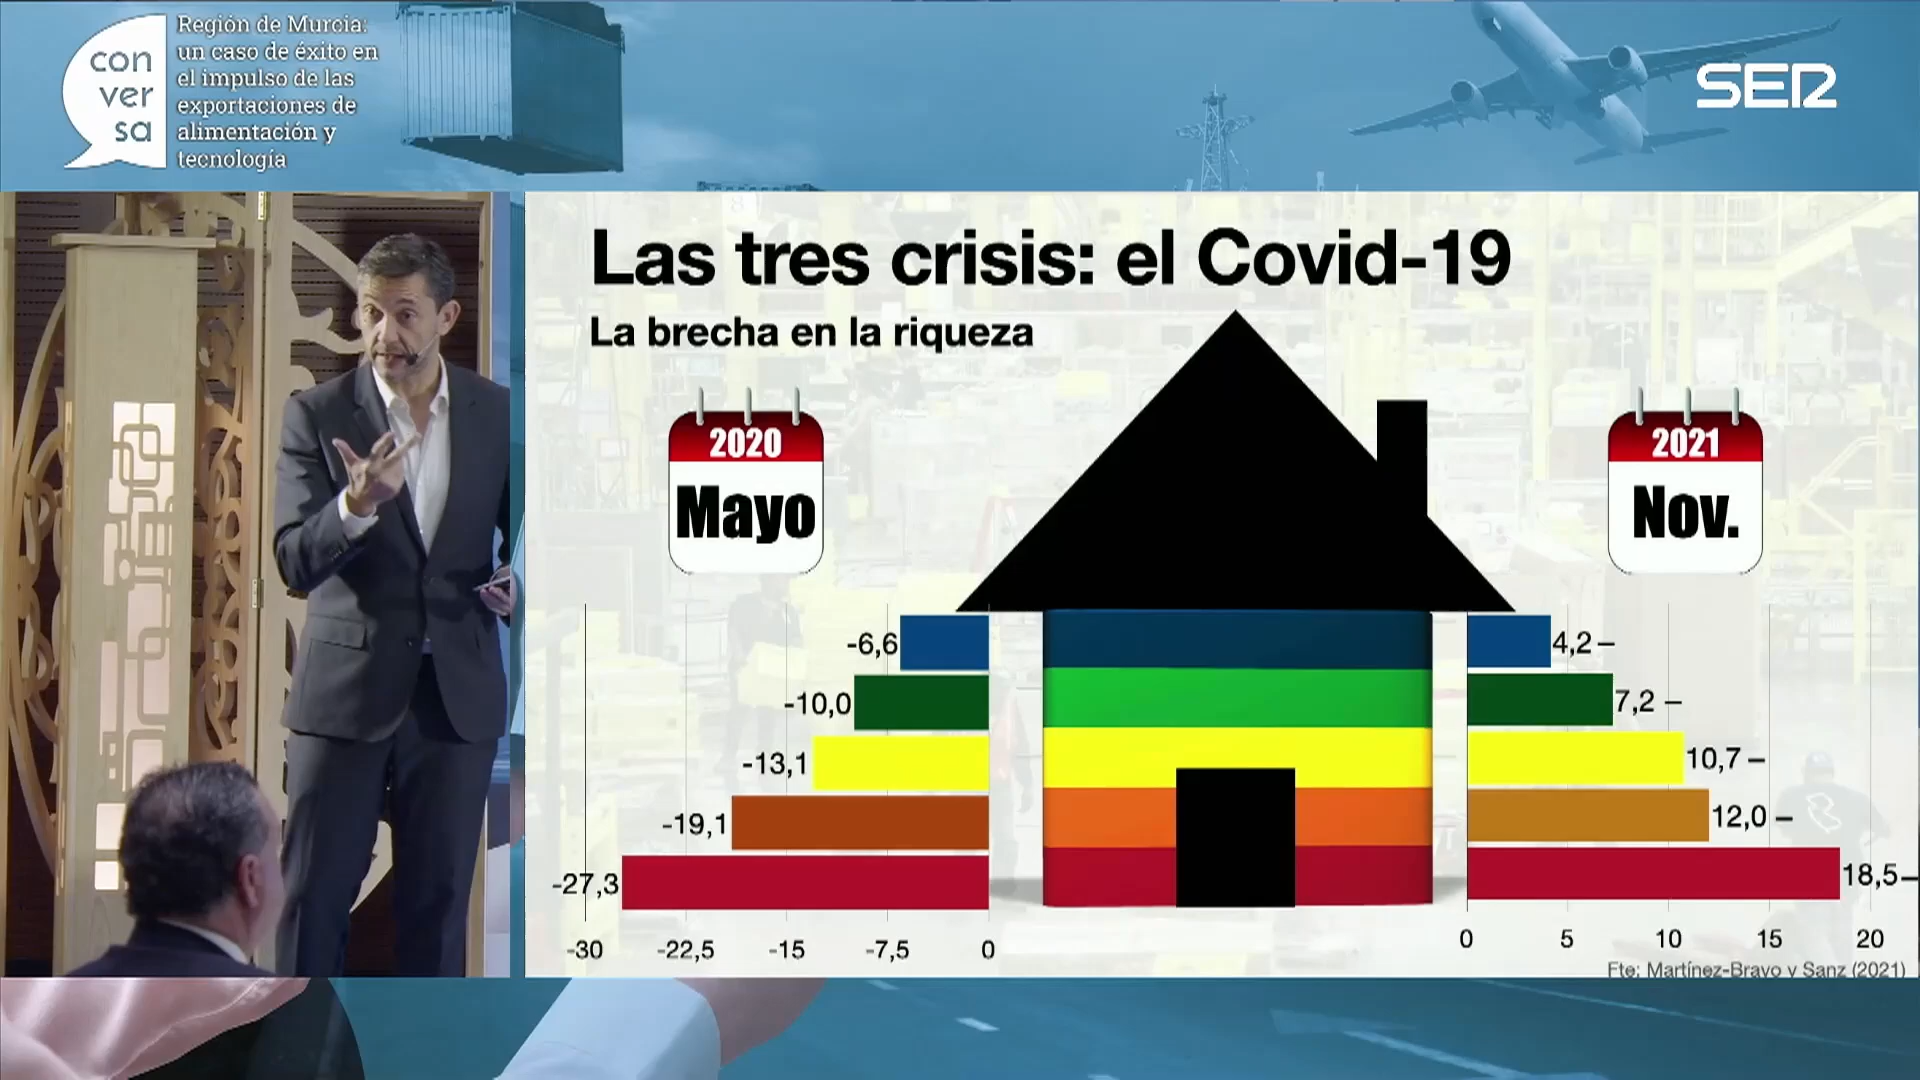 con
ver
sa
Región de Murcia:
un caso de éxito en
el impulso de las
exportaciones de
alimentación y
tecnología
SER
Las tres crisis: el Covid-19
La brecha en la riqueza
2020
Mayo
2021
Nov.
-6,6
-10,0
-13,1
-19,1
-27,3
-30 -22,5 -15 -7,5 0
4,2 –
7,2 –
10,7 –
12,0 –
18,5–
0 5 10 15 20
Fte: Martínez-Bravo y Sanz (2021)